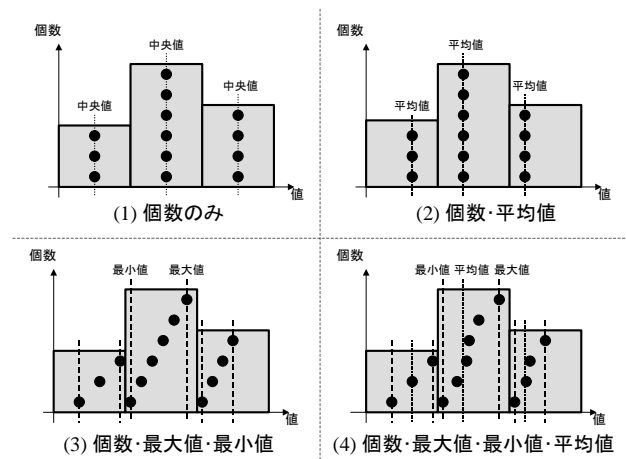 個数
中央値
中央値
中央値
値
(1) 個数のみ
個数
平均値
平均値
平均値
値
(2) 個数･平均値
個数
最小値 最大値
値
(3) 個数･最大値･最小値
個数
最小値 平均値 最大値
値
(4) 個数･最大値･最小値･平均値